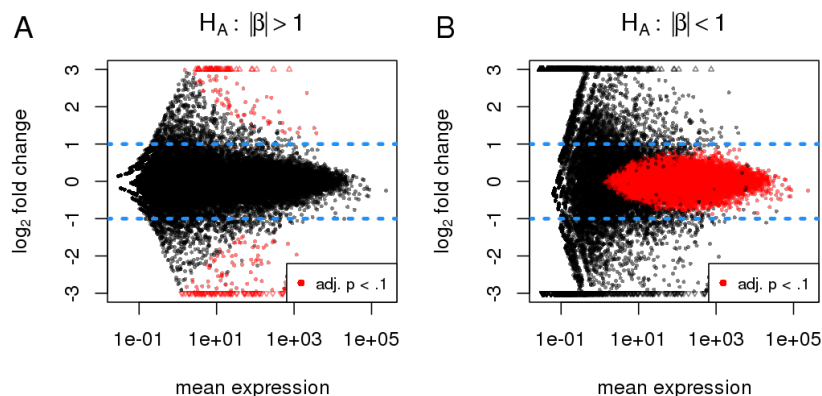 A
H_A : |β| > 1
log₂ fold change
3
2
1
0
-1
-2
-3
adj. p < .1
1e-01
1e+01
1e+03
1e+05
mean expression
B
H_A : |β| < 1
log₂ fold change
3
2
1
0
-1
-2
-3
adj. p < .1
1e-01
1e+01
1e+03
1e+05
mean expression